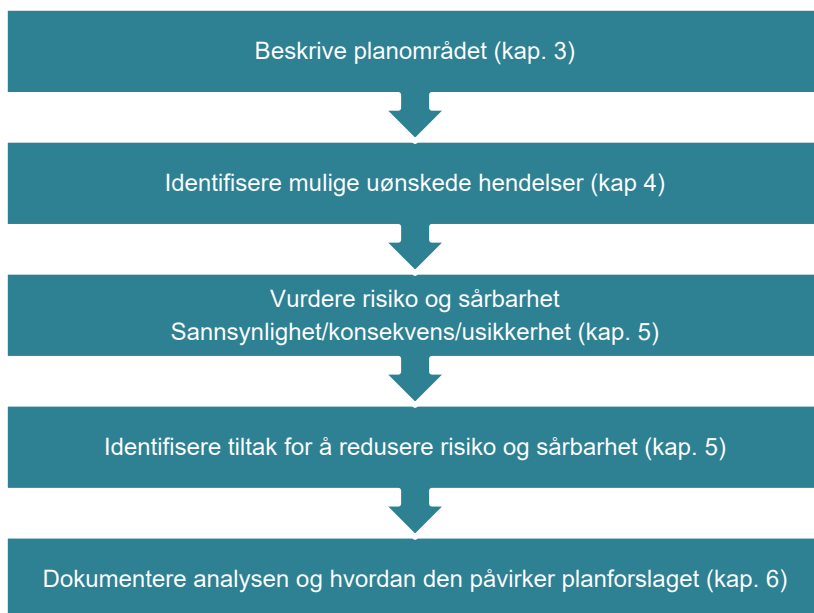 Beskrive planområdet (kap. 3)
Identifisere mulige uønskede hendelser (kap 4)
Vurdere risiko og sårbarhet
Sannsynlighet/konsekvens/usikkerhet (kap. 5)
Identifisere tiltak for å redusere risiko og sårbarhet (kap. 5)
Dokumentere analysen og hvordan den påvirker planforslaget (kap. 6)